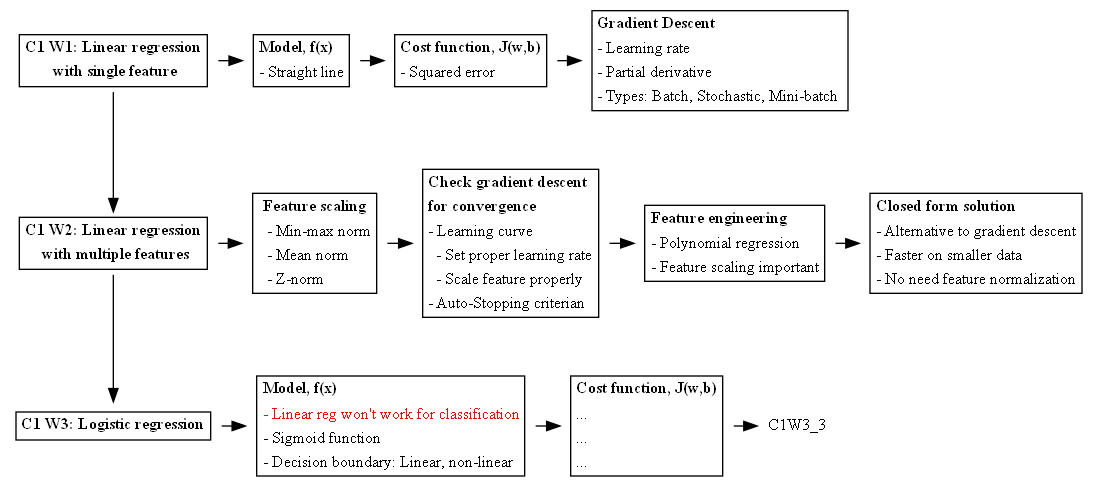 C1 W1: Linear regression
with single feature
Model, f(x)
- Straight line
Cost function, J(w,b)
- Squared error
Gradient Descent
- Learning rate
- Partial derivative
- Types: Batch, Stochastic, Mini-batch
C1 W2: Linear regression
with multiple features
Feature scaling
- Min-max norm
- Mean norm
- Z-norm
Check gradient descent
for convergence
- Learning curve
- Set proper learning rate
- Scale feature properly
- Auto-Stopping criterian
Feature engineering
- Polynomial regression
- Feature scaling important
Closed form solution
- Alternative to gradient descent
- Faster on smaller data
- No need feature normalization
C1 W3: Logistic regression
Model, f(x)
- Linear reg won't work for classification
- Sigmoid function
- Decision boundary: Linear, non-linear
Cost function, J(w,b)
...
...
...
C1W3_3